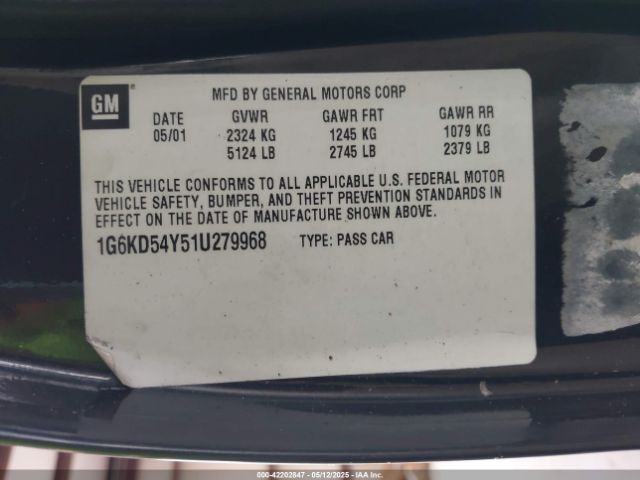 GM
MFD BY GENERAL MOTORS CORP
DATE GVWR GAWR FRT GAWR RR
05/01 2324 KG 1245 KG 1079 KG
5124 LB 2745 LB 2379 LB
THIS VEHICLE CONFORMS TO ALL APPLICABLE U.S. FEDERAL MOTOR
VEHICLE SAFETY, BUMPER, AND THEFT PREVENTION STANDARDS IN
EFFECT ON THE DATE OF MANUFACTURE SHOWN ABOVE.
1G6KD54Y51U279968 TYPE: PASS CAR
000-42202647 - 05/12/2025 - IAA Inc.